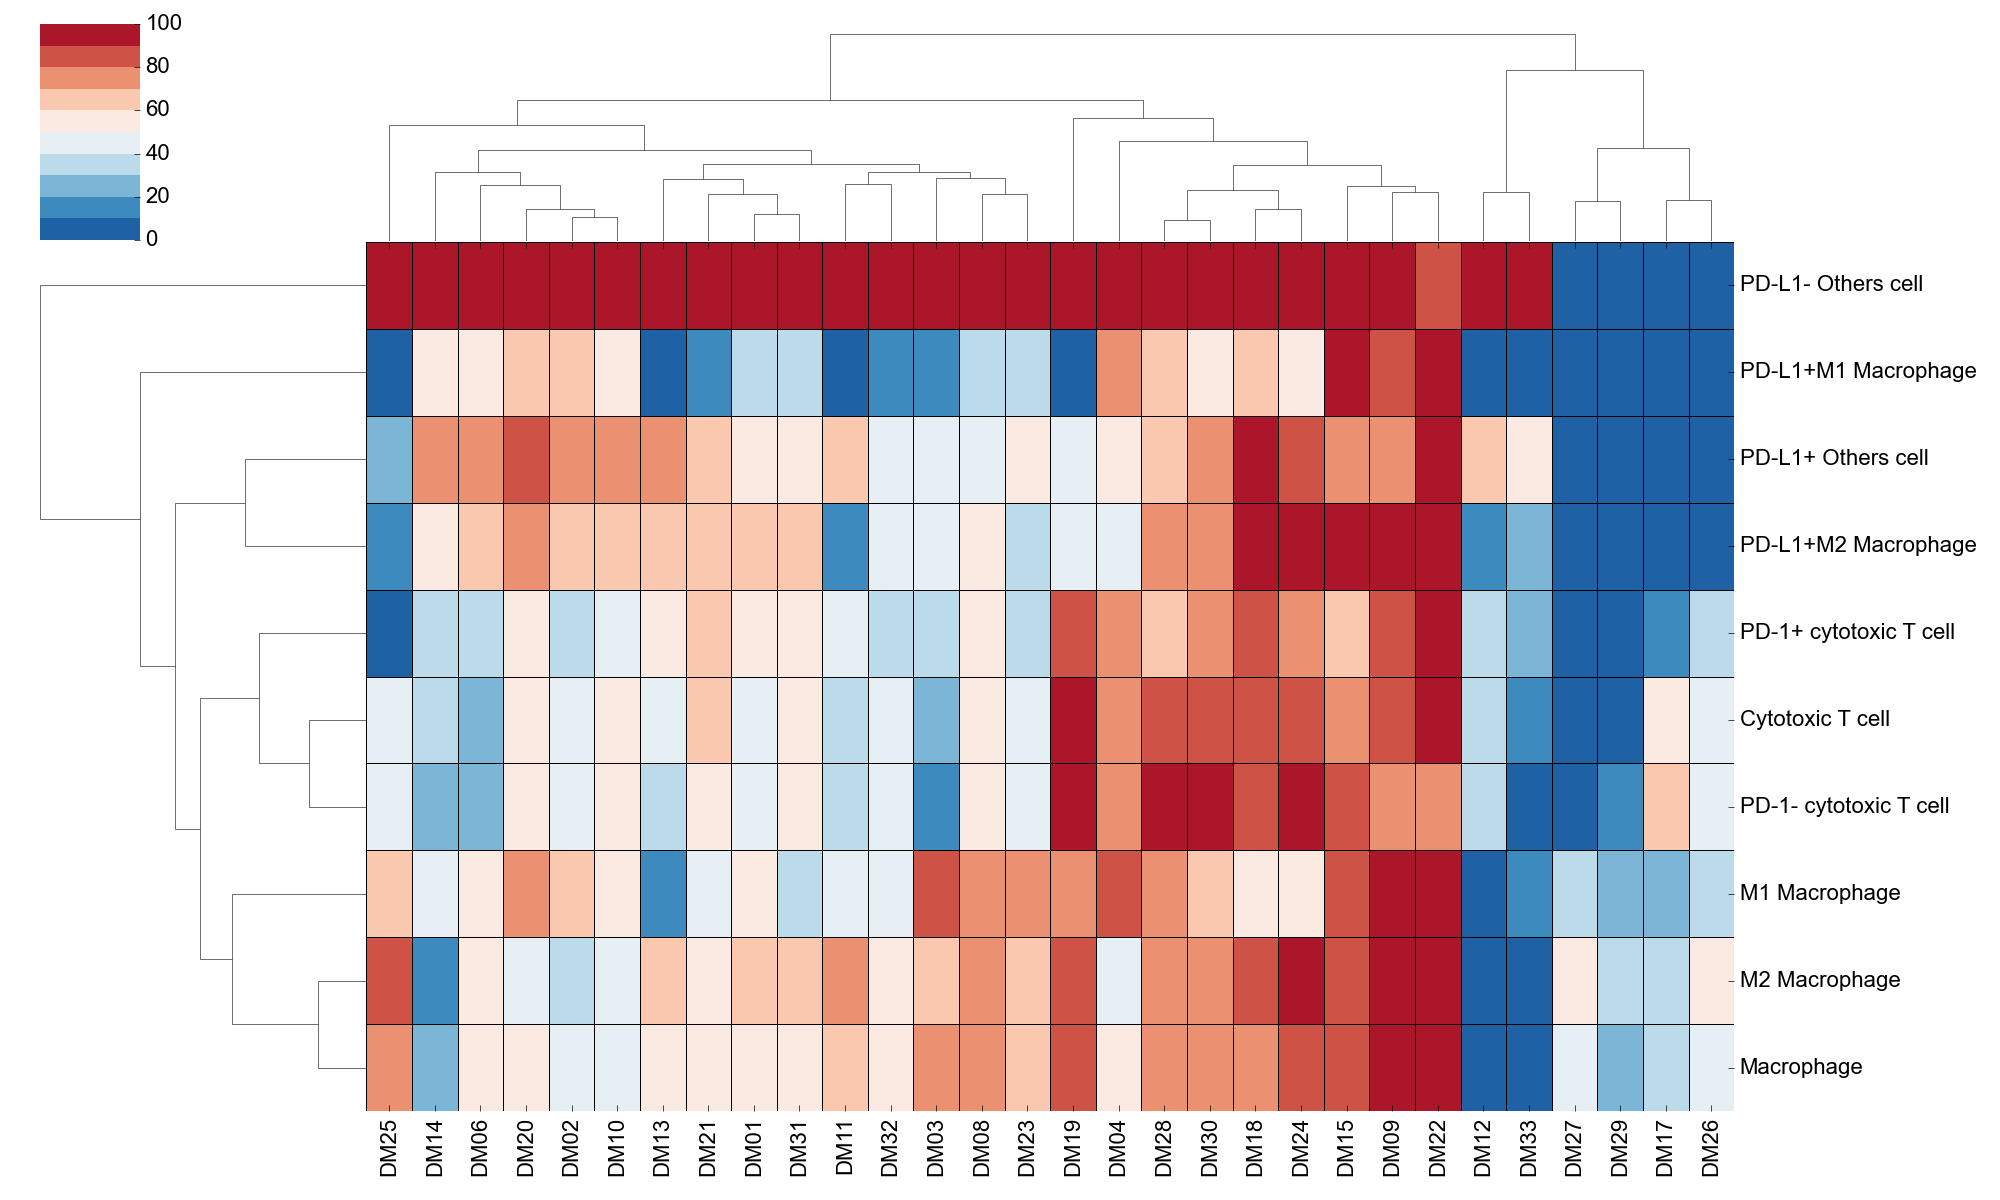 100
80
60
40
20
0
PD-L1- Others cell
PD-L1+M1 Macrophage
PD-L1+ Others cell
PD-L1+M2 Macrophage
PD-1+ cytotoxic T cell
Cytotoxic T cell
PD-1- cytotoxic T cell
M1 Macrophage
M2 Macrophage
Macrophage
DM25
DM14
DM06
DM20
DM02
DM10
DM13
DM21
DM01
DM31
DM11
DM32
DM03
DM08
DM23
DM19
DM04
DM28
DM30
DM18
DM24
DM15
DM09
DM22
DM12
DM33
DM27
DM29
DM17
DM26